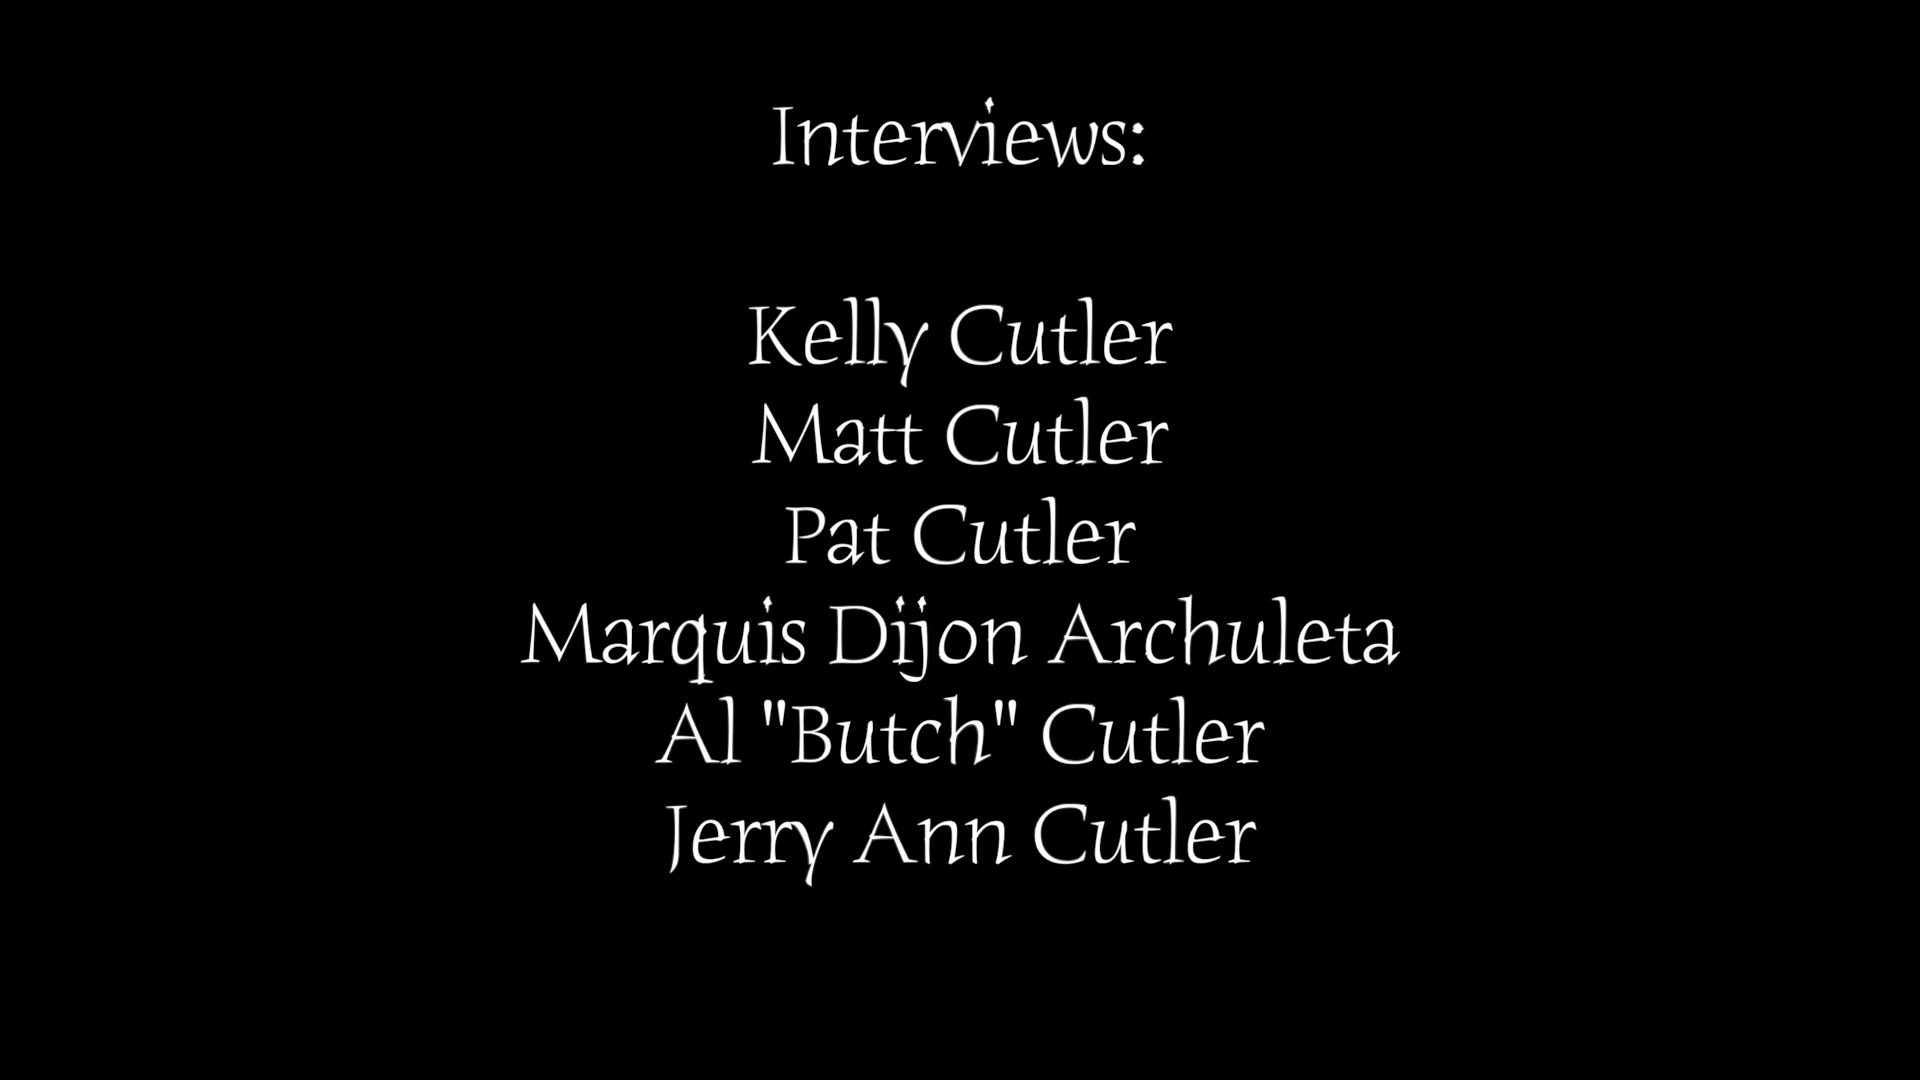 Interviews:
Kelly Cutler
Matt Cutler
Pat Cutler
Marquis Dijon Archuleta
Al "Butch" Cutler
Jerry Ann Cutler